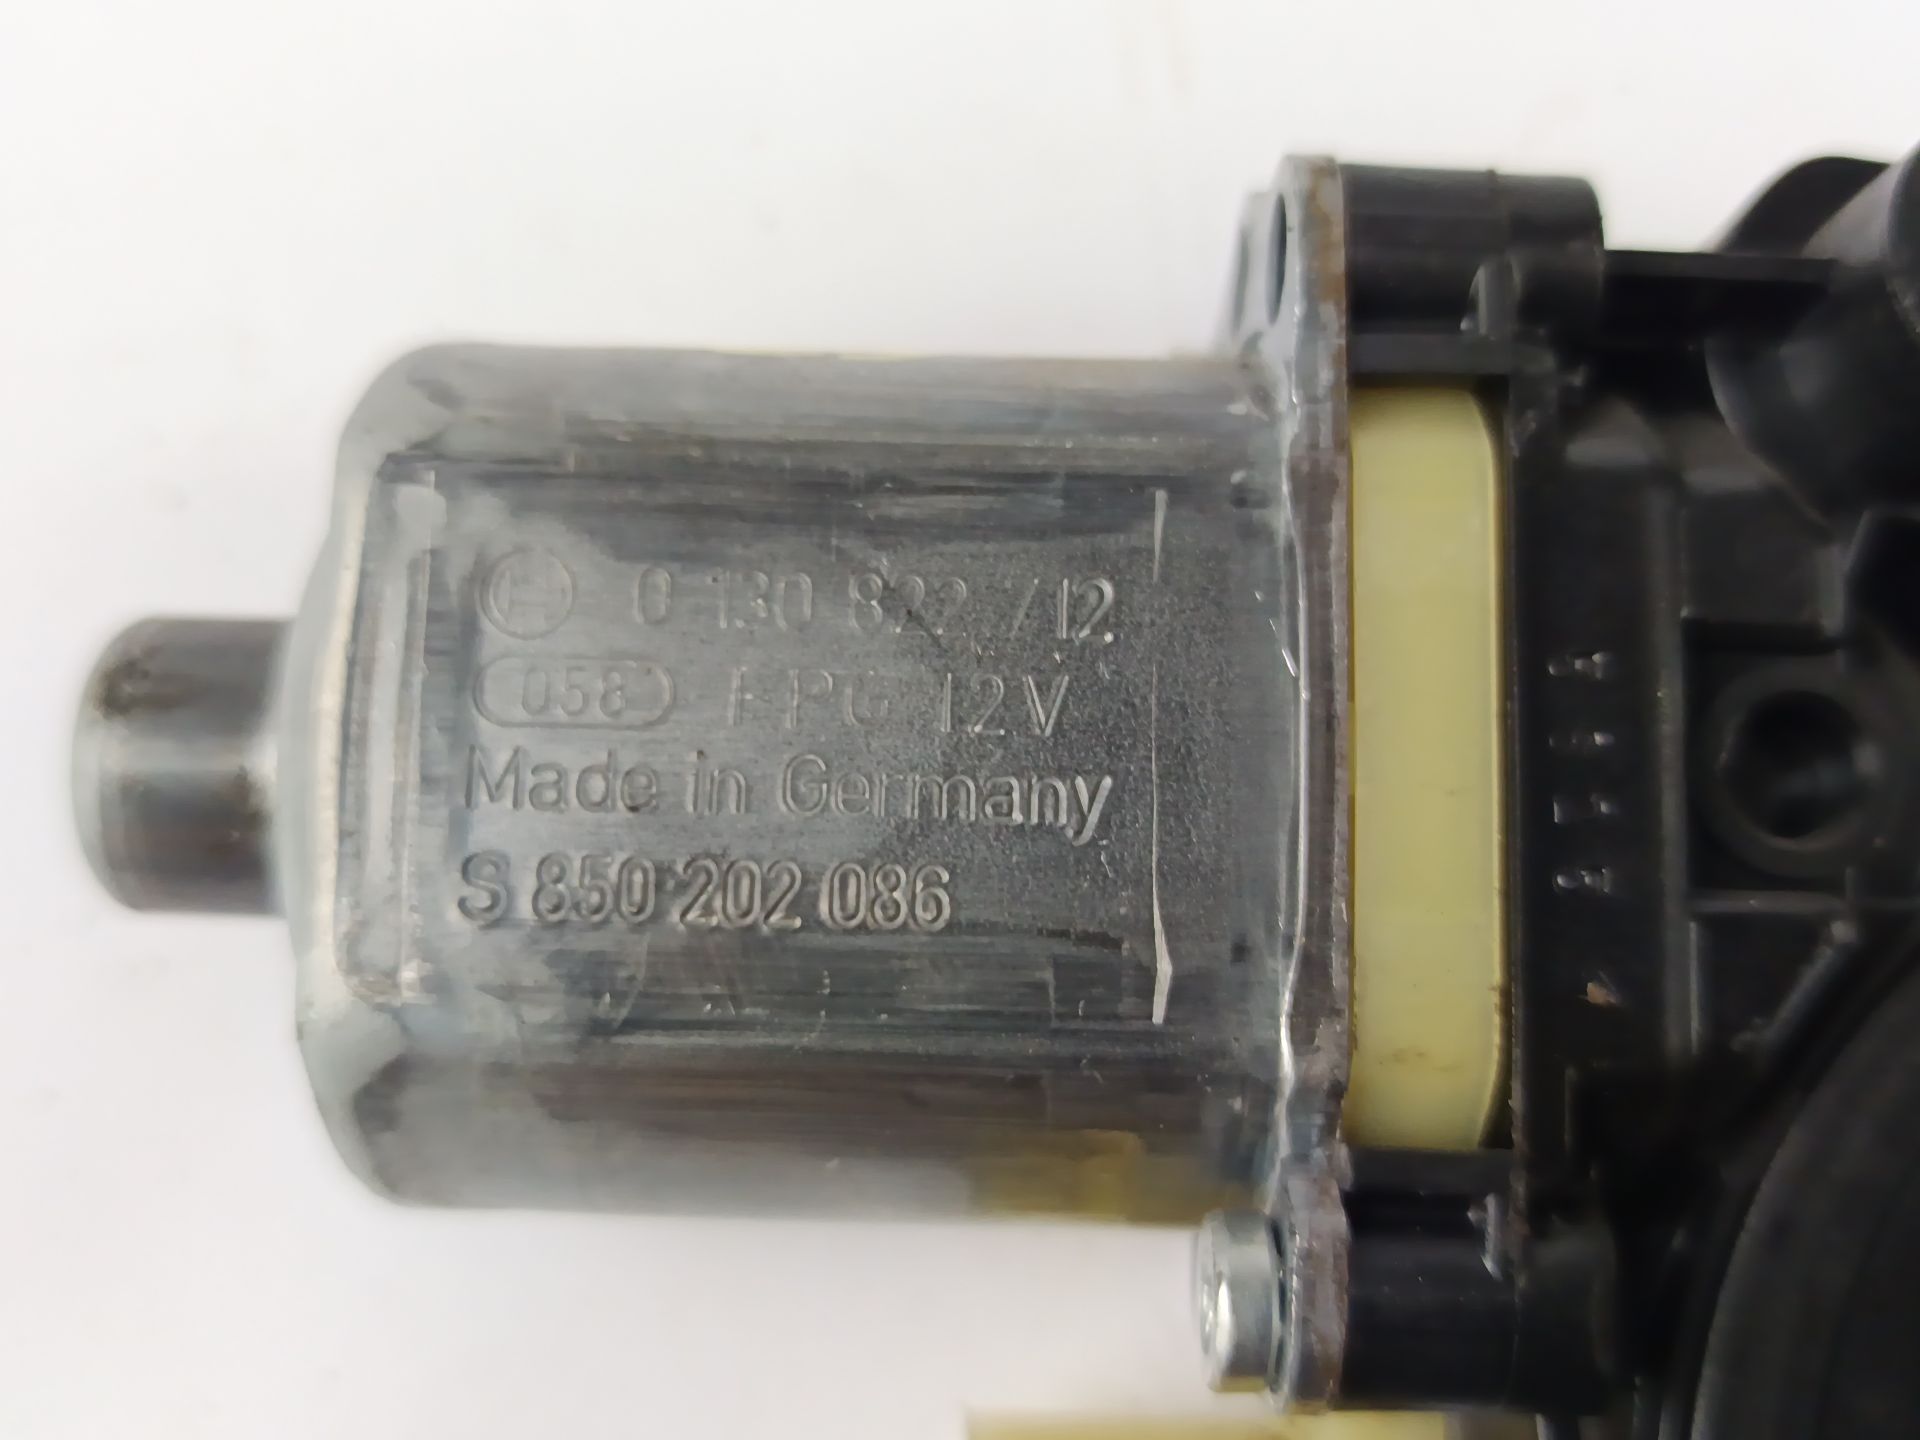 0 130 822 712
058 FPG 12V
Made in Germany
S 850 202 086